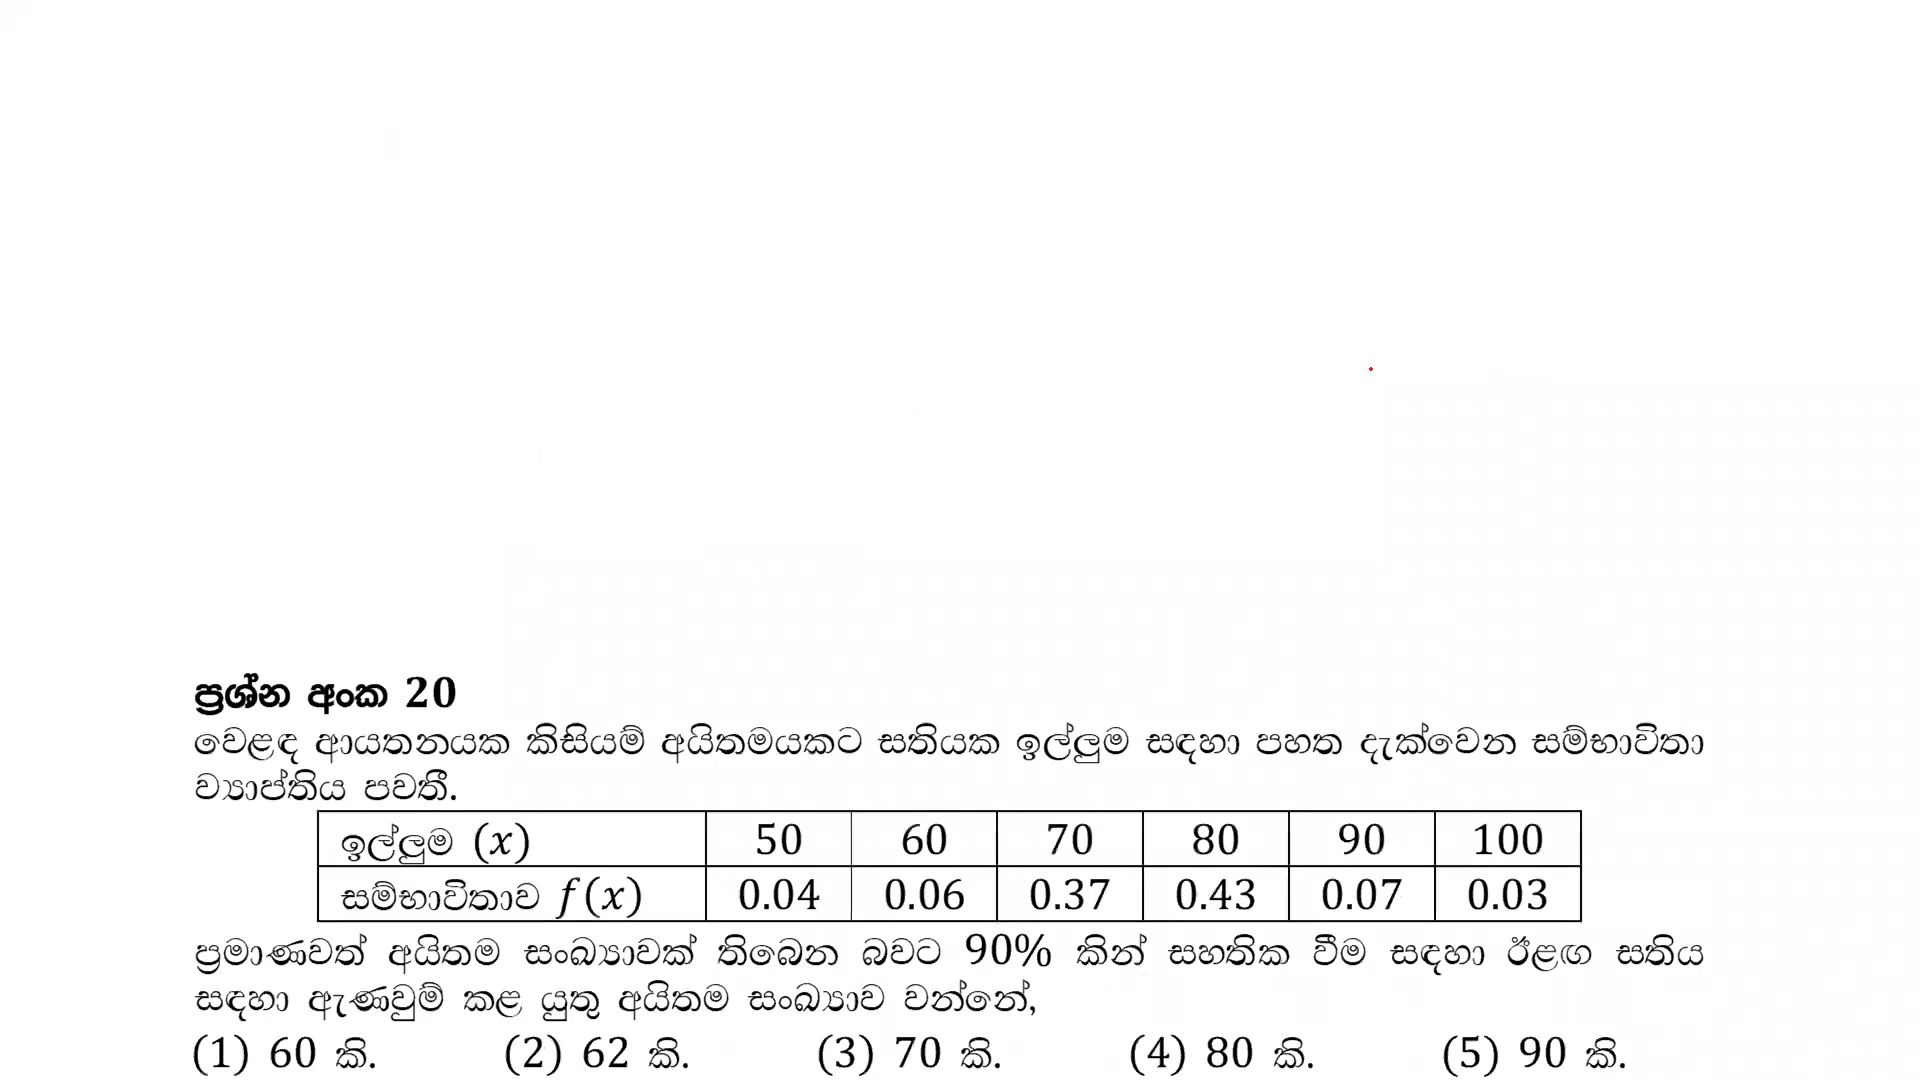 ප්‍රශ්න අංක 20
වෙළඳ ආයතනයක කිසියම් අයිතමයකට සතියක ඉල්ලුම සඳහා පහත දැක්වෙන සම්භාවිතා
ව්‍යාප්තිය පවතී.
ඉල්ලුම (x) 50 60 70 80 90 100
සම්භාවිතාව f(x) 0.04 0.06 0.37 0.43 0.07 0.03
ප්‍රමාණවත් අයිතම සංඛ්‍යාවක් තිබෙන බවට 90% කින් සහතික වීම සඳහා ඊළඟ සතිය
සඳහා ඇණවුම් කළ යුතු අයිතම සංඛ්‍යාව වන්නේ,
(1) 60 කි. (2) 62 කි. (3) 70 කි. (4) 80 කි. (5) 90 කි.